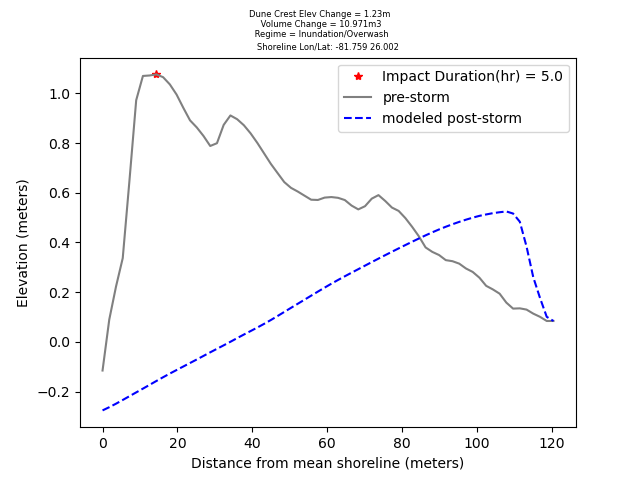 Dune Crest Elev Change = 1.23m
Volume Change = 10.971m3
Regime = Inundation/Overwash
Shoreline Lon/Lat: -81.759 26.002
Impact Duration(hr) = 5.0
pre-storm
modeled post-storm
Elevation (meters)
1.0
0.8
0.6
0.4
0.2
0.0
−0.2
0 20 40 60 80 100 120
Distance from mean shoreline (meters)